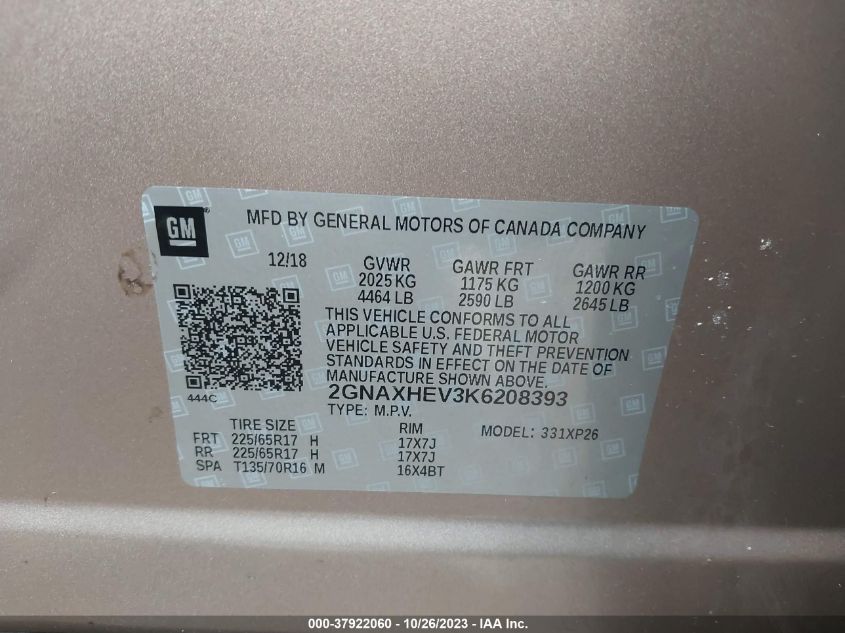 GM®
MFD BY GENERAL MOTORS OF CANADA COMPANY
12/18 GVWR GAWR FRT GAWR RR
2025 KG 1175 KG 1200 KG
4464 LB 2590 LB 2645 LB
THIS VEHICLE CONFORMS TO ALL
APPLICABLE U.S. FEDERAL MOTOR
VEHICLE SAFETY AND THEFT PREVENTION
STANDARDS IN EFFECT ON THE DATE OF
MANUFACTURE SHOWN ABOVE.
444C
2GNAXHEV3K6208393
TYPE: M.P.V.
MODEL: 331XP26
TIRE SIZE RIM
FRT 225/65R17 H 17X7J
RR 225/65R17 H 17X7J
SPA T135/70R16 M 16X4BT
000-37922060 - 10/26/2023 - IAA Inc.